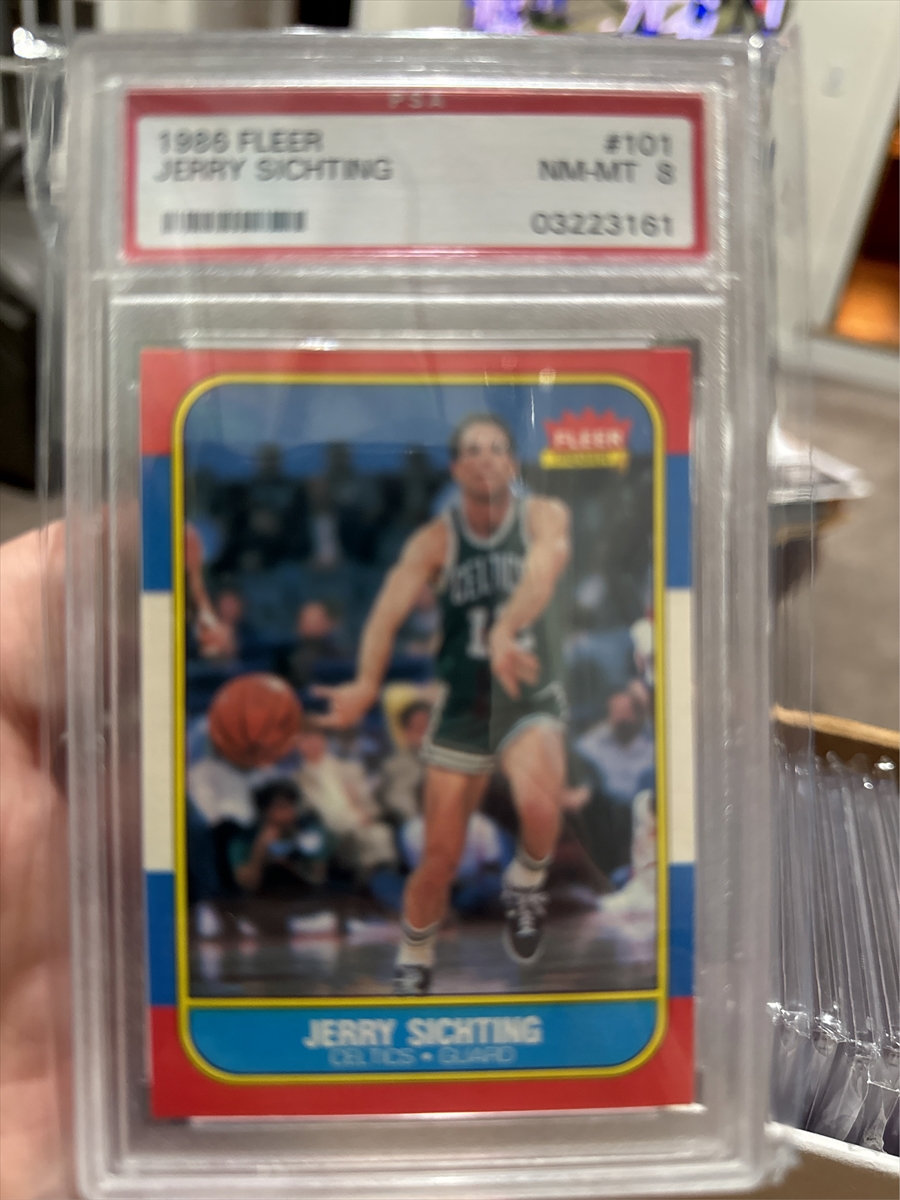 PSA
1986 FLEER #101
JERRY SICHTING NM-MT 8
03223161
FLEER
CELTICS
JERRY SICHTING
CELTICS • GUARD